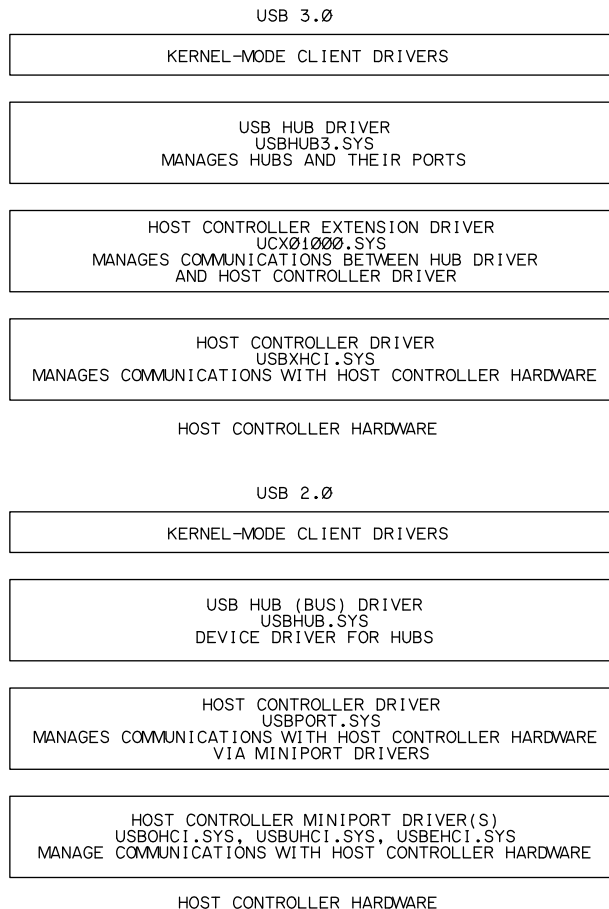 USB 3.Ø
KERNEL-MODE CLIENT DRIVERS
USB HUB DRIVER
USBHUB3.SYS
MANAGES HUBS AND THEIR PORTS
HOST CONTROLLER EXTENSION DRIVER
UCXØ1ØØØ.SYS
MANAGES COMMUNICATIONS BETWEEN HUB DRIVER
AND HOST CONTROLLER DRIVER
HOST CONTROLLER DRIVER
USBXHCI.SYS
MANAGES COMMUNICATIONS WITH HOST CONTROLLER HARDWARE
HOST CONTROLLER HARDWARE
USB 2.Ø
KERNEL-MODE CLIENT DRIVERS
USB HUB (BUS) DRIVER
USBHUB.SYS
DEVICE DRIVER FOR HUBS
HOST CONTROLLER DRIVER
USBPORT.SYS
MANAGES COMMUNICATIONS WITH HOST CONTROLLER HARDWARE
VIA MINIPORT DRIVERS
HOST CONTROLLER MINIPORT DRIVER(S)
USBOHCI.SYS, USBUHCI.SYS, USBEHCI.SYS
MANAGE COMMUNICATIONS WITH HOST CONTROLLER HARDWARE
HOST CONTROLLER HARDWARE